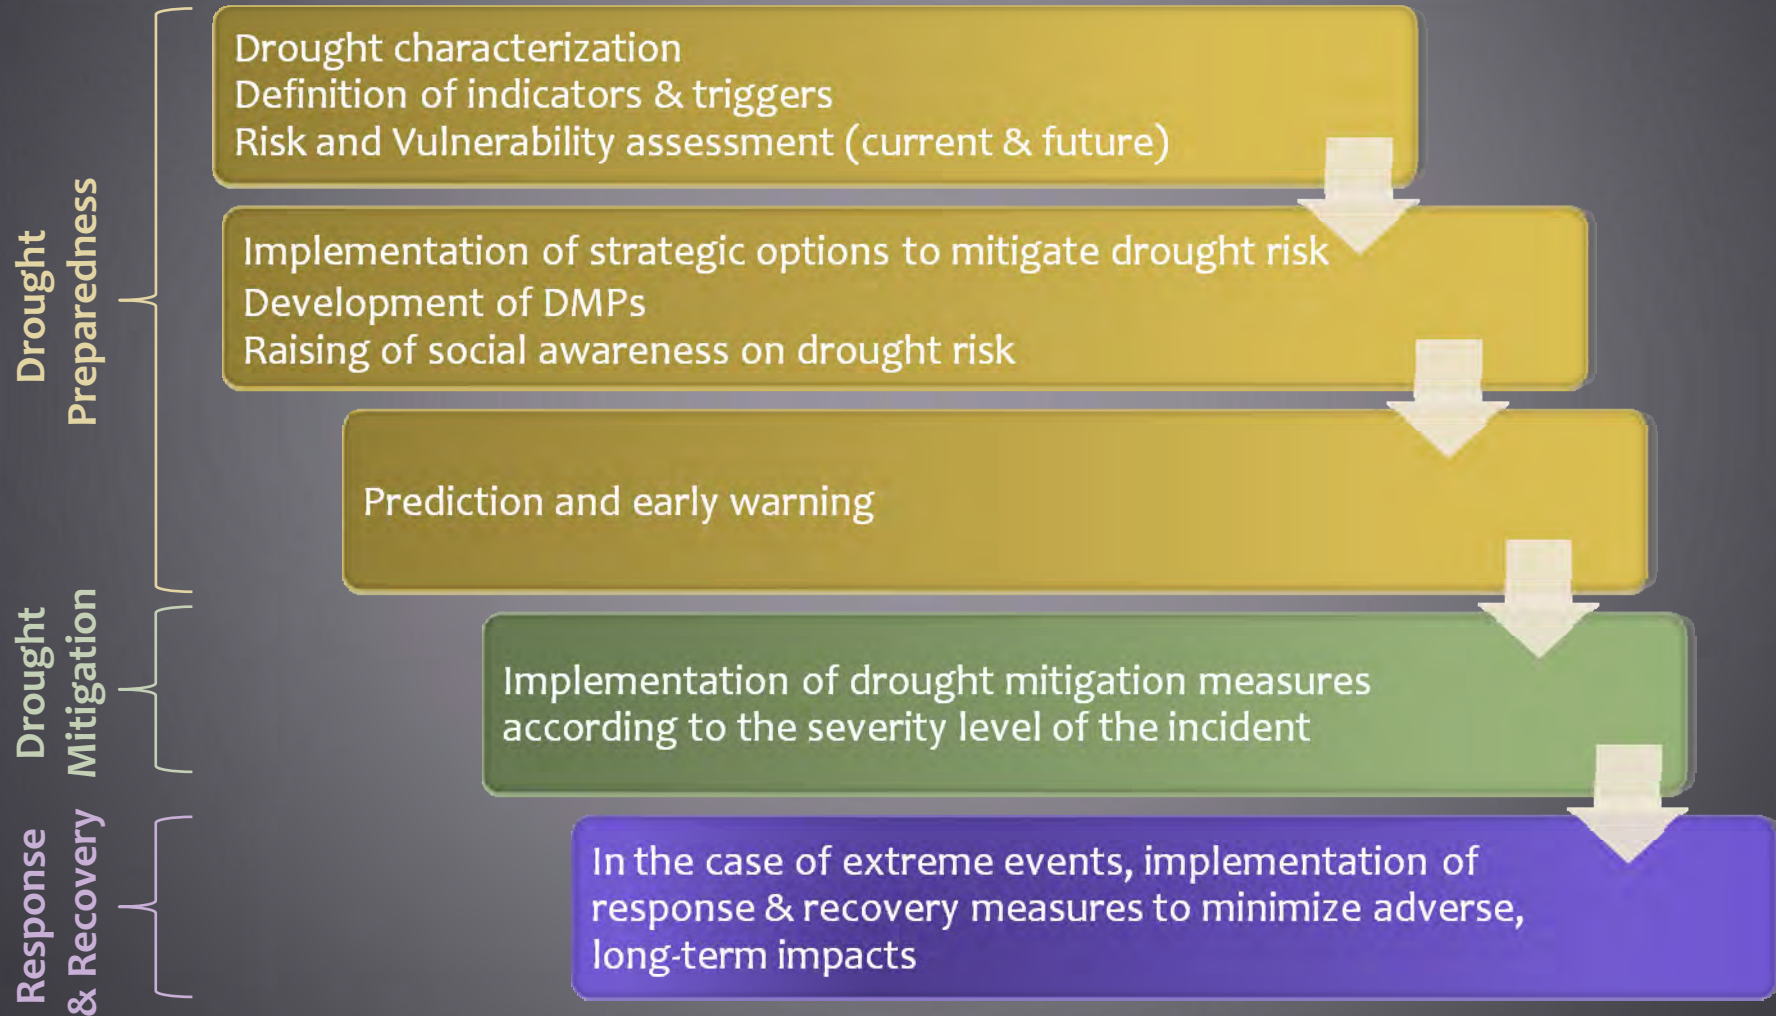 Drought
Preparedness
Drought characterization
Definition of indicators & triggers
Risk and Vulnerability assessment (current & future)
Implementation of strategic options to mitigate drought risk
Development of DMPs
Raising of social awareness on drought risk
Prediction and early warning
Drought
Mitigation
Implementation of drought mitigation measures
according to the severity level of the incident
Response
& Recovery
In the case of extreme events, implementation of
response & recovery measures to minimize adverse,
long-term impacts